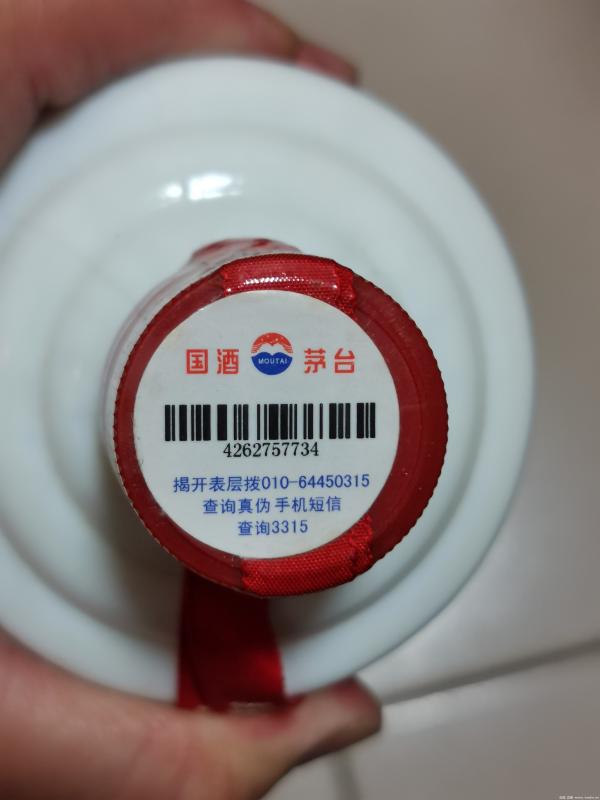 国酒 MOUTAI 茅台
4262757734
揭开表层拨010-64450315
查询真伪 手机短信
查询3315